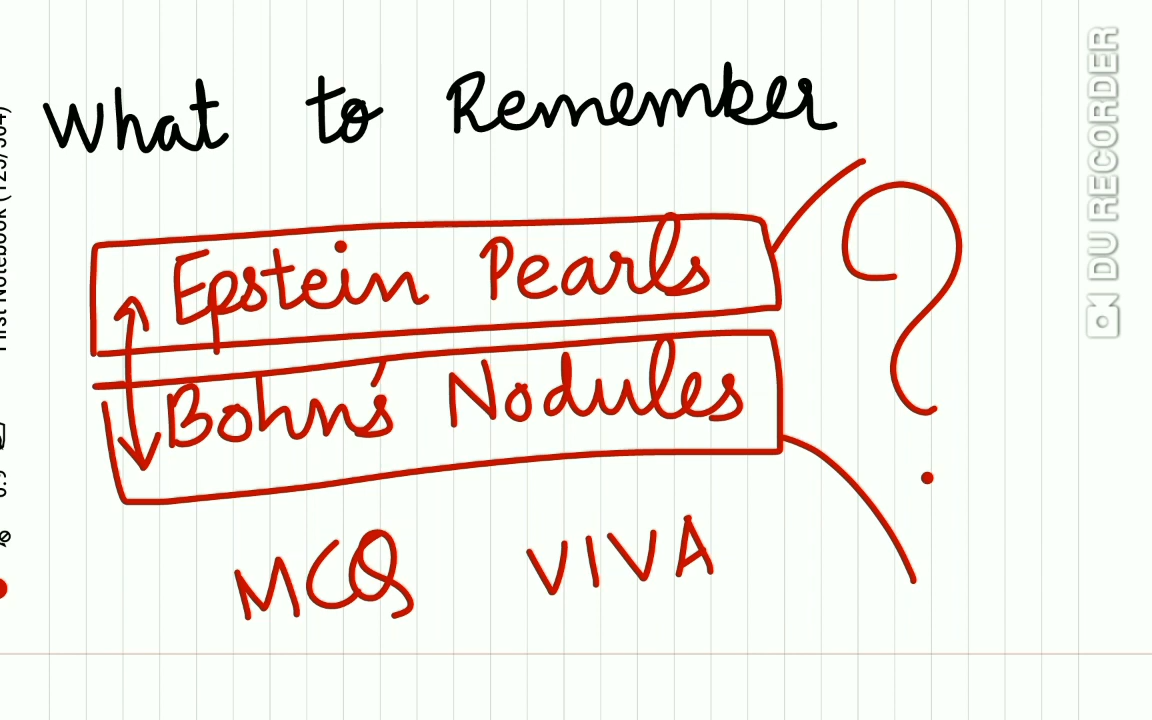 What to Remember
Epstein Pearls
Bohn's Nodules
?
MCQ VIVA
DU RECORDER